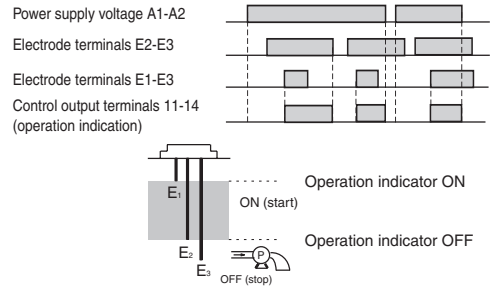 Power supply voltage A1-A2
Electrode terminals E2-E3
Electrode terminals E1-E3
Control output terminals 11-14
(operation indication)
E1
Operation indicator ON
ON (start)
E2
Operation indicator OFF
P
E3
OFF (stop)